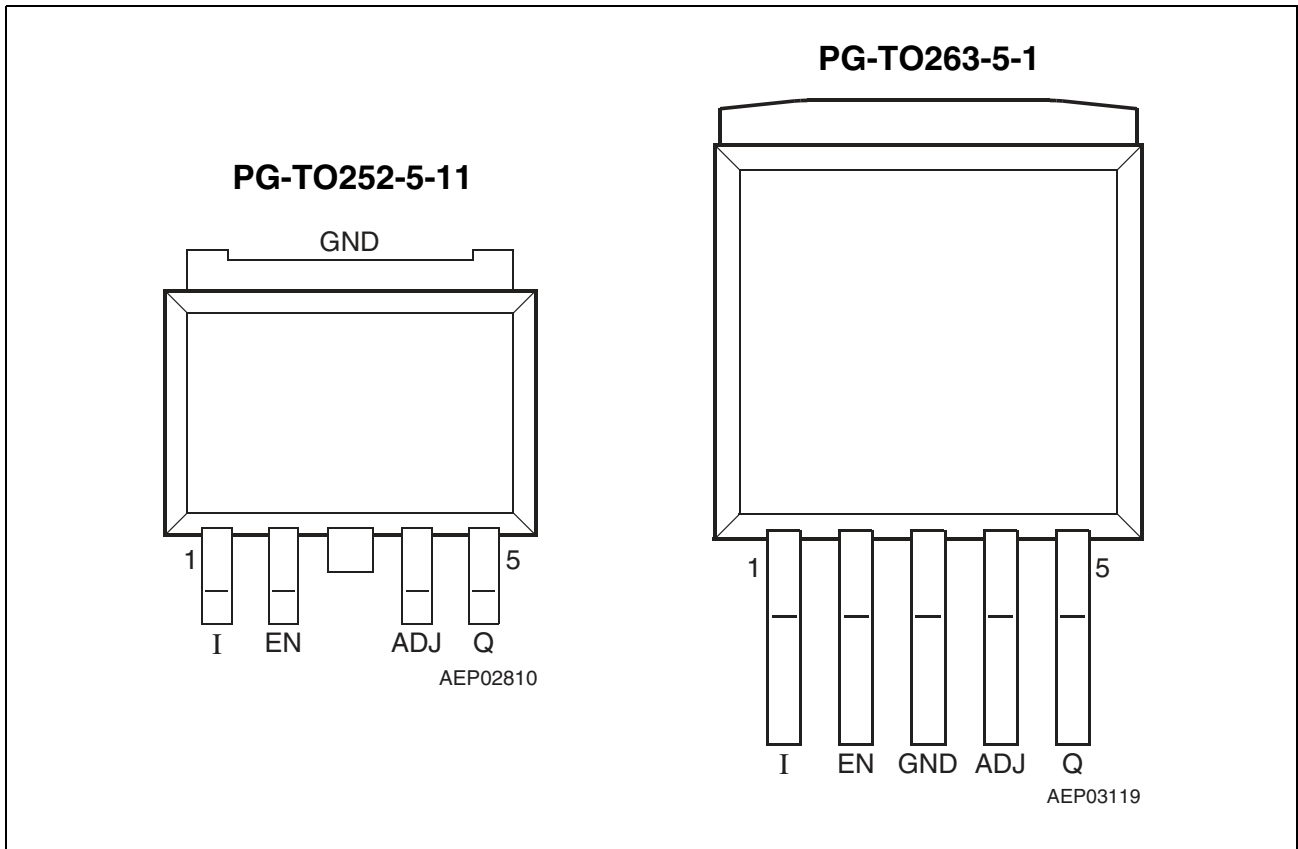 PG-TO252-5-11
GND
1 5
I EN ADJ Q
AEP02810
PG-TO263-5-1
1 5
I EN GND ADJ Q
AEP03119